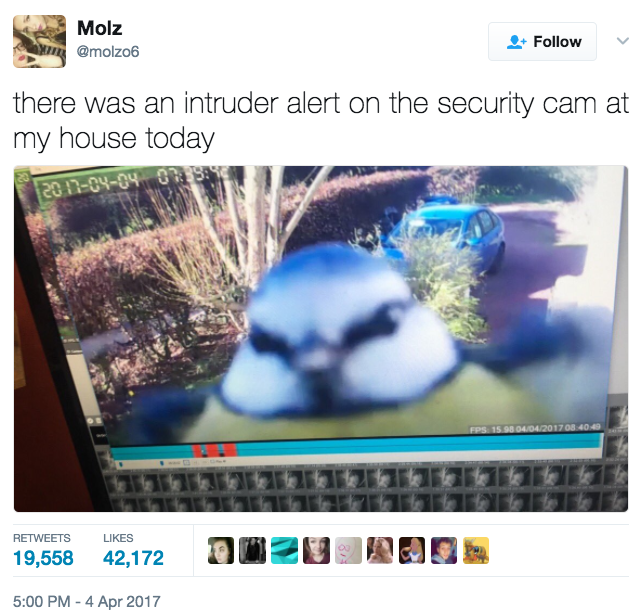 Molz
@molzo6
Follow
there was an intruder alert on the security cam at
my house today
2017-04-04
FPS: 15.98 04/04/2017 08:40:49
RETWEETS
LIKES
19,558
42,172
5:00 PM - 4 Apr 2017